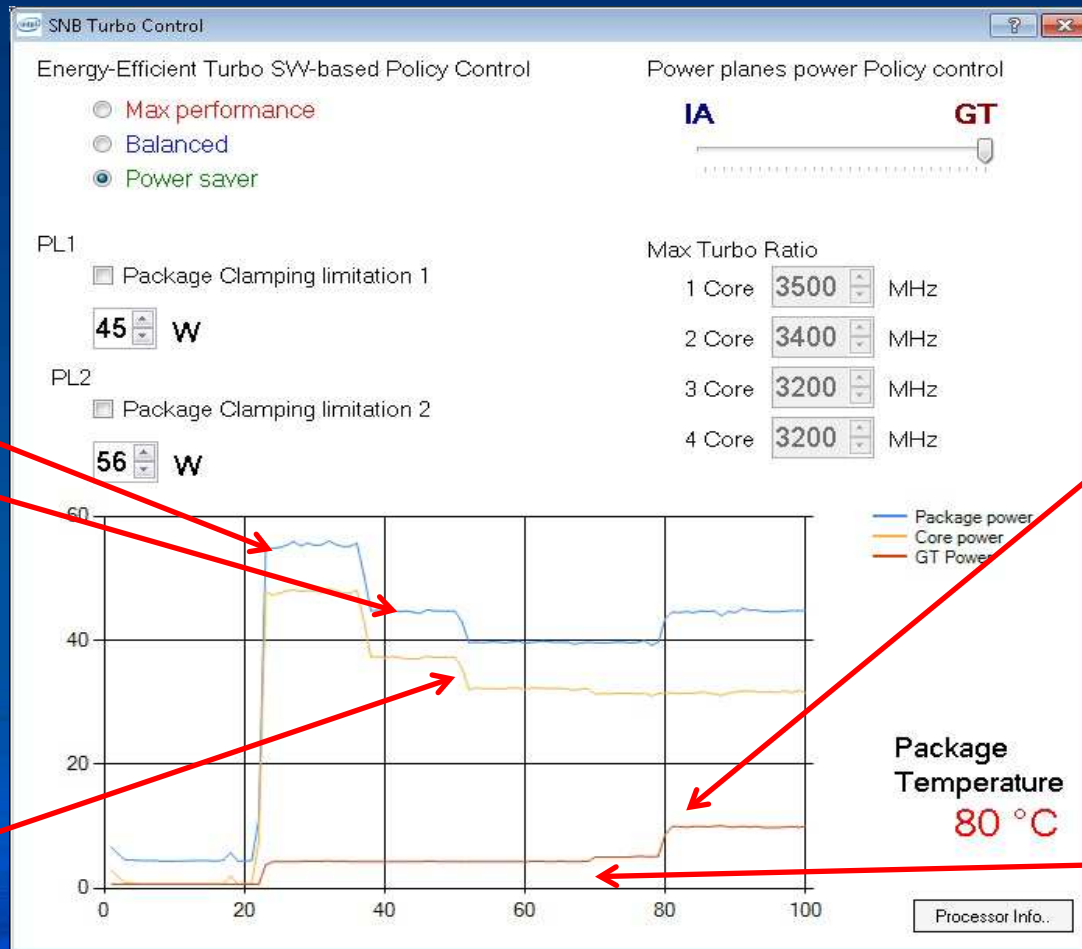 SNB Turbo Control
Energy-Efficient Turbo SW-based Policy Control
Max performance
Balanced
Power saver
Power planes power Policy control
IA GT
PL1
Package Clamping limitation 1
45 W
PL2
Package Clamping limitation 2
56 W
Max Turbo Ratio
1 Core 3500 MHz
2 Core 3400 MHz
3 Core 3200 MHz
4 Core 3200 MHz
60
40
20
0
0 20 40 60 80 100
Package power
Core power
GT Power
Package
Temperature
80 °C
Processor Info..